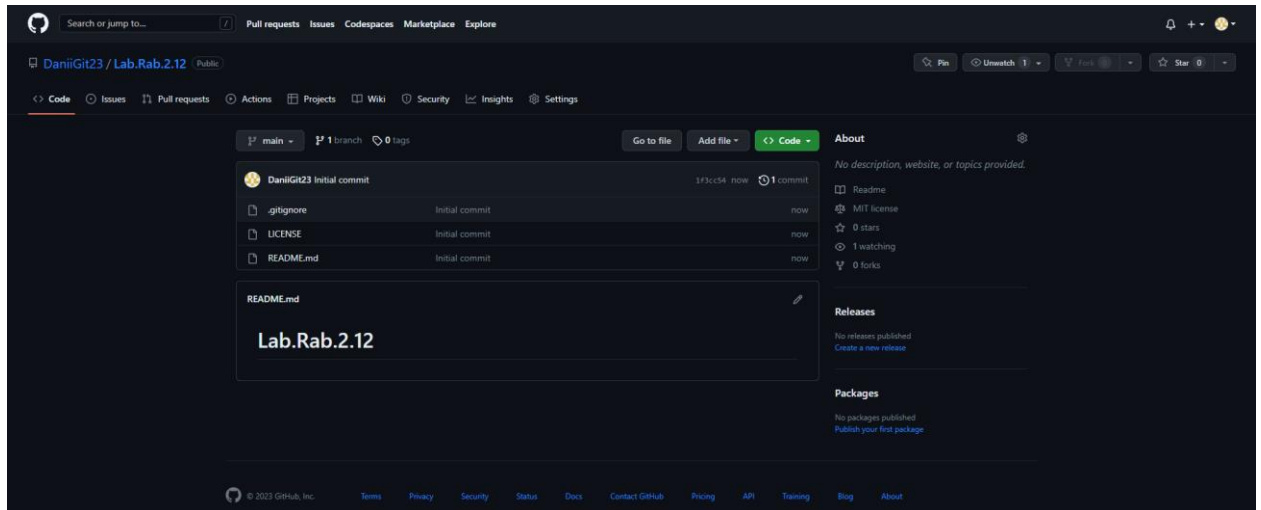 Search or jump to... /
Pull requests Issues Codespaces Marketplace Explore
DaniiGit23 / Lab.Rab.2.12 Public
Pin
Unwatch 1
Fork 0
Star 0
Code Issues Pull requests Actions Projects Wiki Security Insights Settings
main 1 branch 0 tags
Go to file Add file Code
DaniiGit23 Initial commit 1f3cc54 now 1 commit
.gitignore Initial commit now
LICENSE Initial commit now
README.md Initial commit now
README.md
Lab.Rab.2.12
About
No description, website, or topics provided.
Readme
MIT license
0 stars
1 watching
0 forks
Releases
No releases published
Create a new release
Packages
No packages published
Publish your first package
© 2023 GitHub, Inc. Terms Privacy Security Status Docs Contact GitHub Pricing API Training Blog About